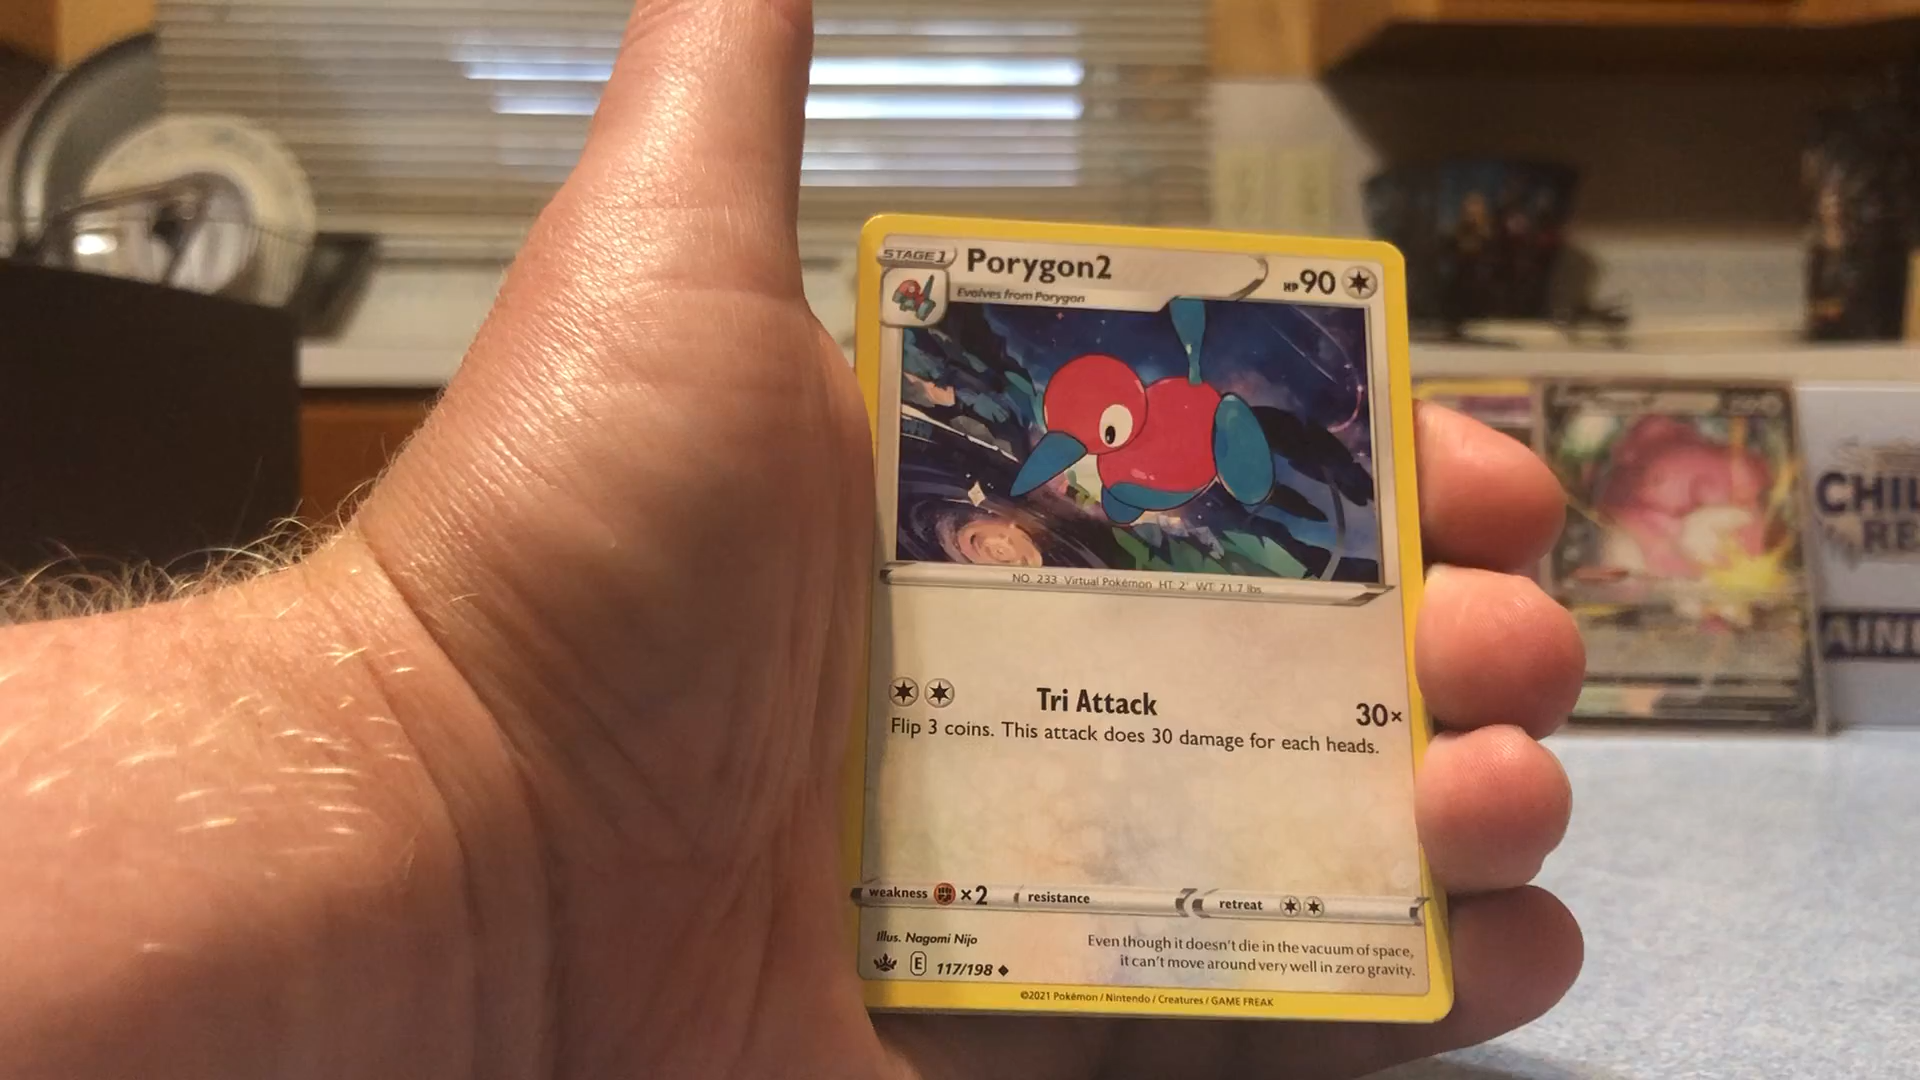 STAGE 1
Porygon2
HP 90
Evolves from Porygon
NO. 233 Virtual Pokémon HT: 2' WT: 71.7 lbs.
Tri Attack
30×
Flip 3 coins. This attack does 30 damage for each heads.
weakness ×2 resistance retreat
Illus. Nagomi Nijo
E 117/198
Even though it doesn't die in the vacuum of space,
it can't move around very well in zero gravity.
©2021 Pokémon / Nintendo / Creatures / GAME FREAK
CHIL
RE
AINE